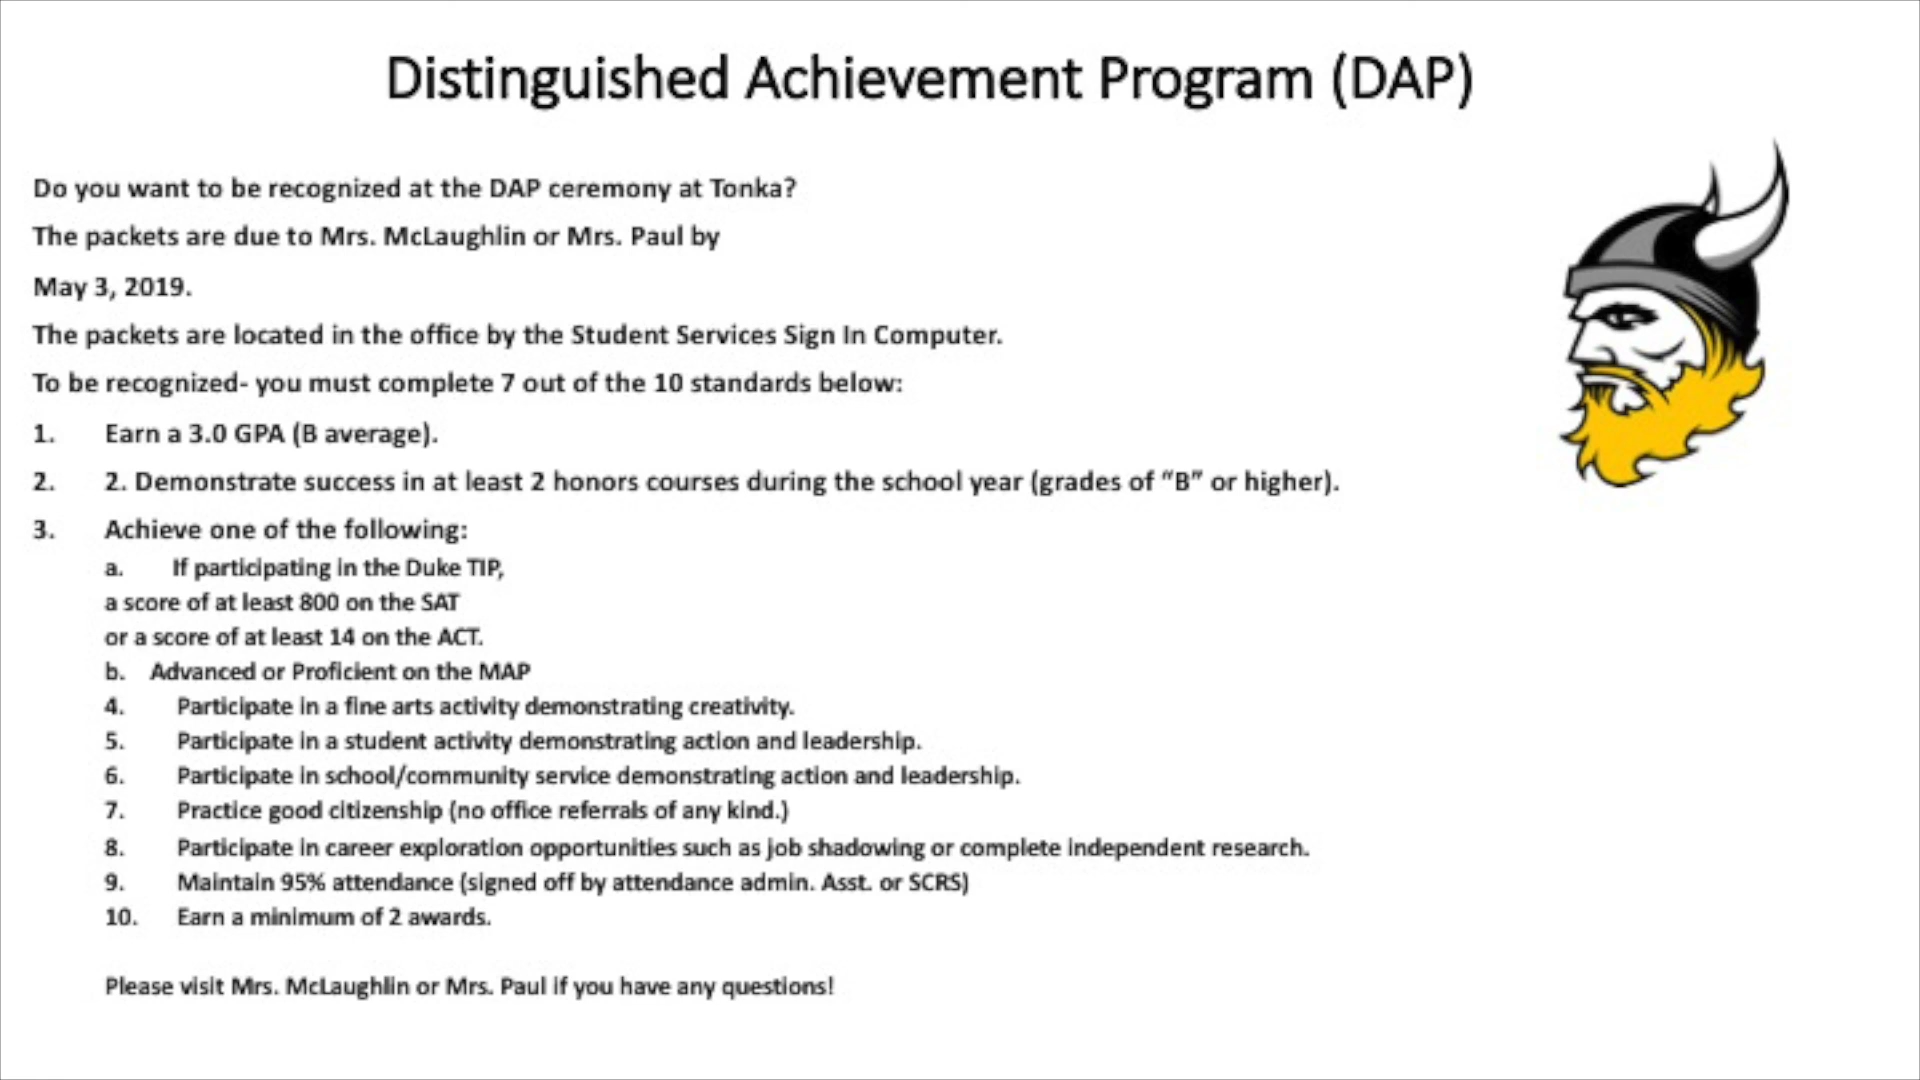 Distinguished Achievement Program (DAP)
Do you want to be recognized at the DAP ceremony at Tonka?
The packets are due to Mrs. McLaughlin or Mrs. Paul by
May 3, 2019.
The packets are located in the office by the Student Services Sign In Computer.
To be recognized- you must complete 7 out of the 10 standards below:
1. Earn a 3.0 GPA (B average).
2. 2. Demonstrate success in at least 2 honors courses during the school year (grades of “B” or higher).
3. Achieve one of the following:
a. If participating in the Duke TIP,
a score of at least 800 on the SAT
or a score of at least 14 on the ACT.
b. Advanced or Proficient on the MAP
4. Participate in a fine arts activity demonstrating creativity.
5. Participate in a student activity demonstrating action and leadership.
6. Participate in school/community service demonstrating action and leadership.
7. Practice good citizenship (no office referrals of any kind.)
8. Participate in career exploration opportunities such as job shadowing or complete independent research.
9. Maintain 95% attendance (signed off by attendance admin. Asst. or SCRS)
10. Earn a minimum of 2 awards.
Please visit Mrs. McLaughlin or Mrs. Paul if you have any questions!